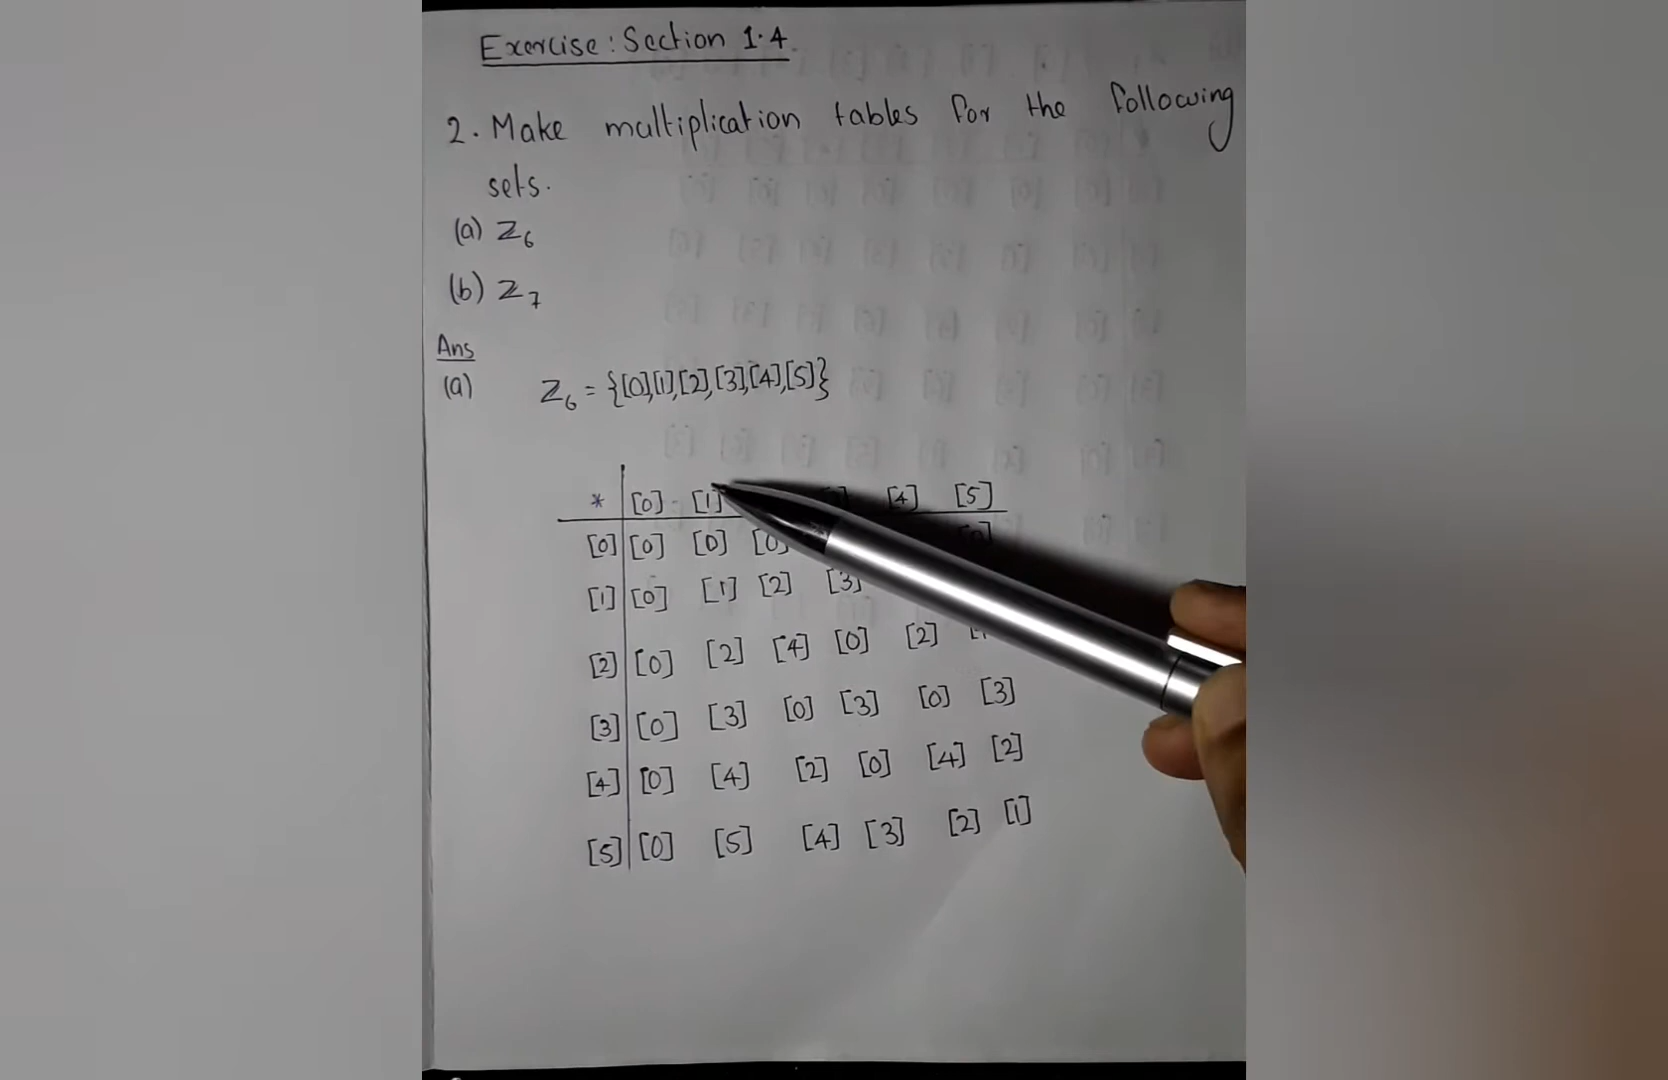 Exercise: Section 1.4
2. Make multiplication tables for the following
sets.
(a) Z6
(b) Z7
Ans
(a) Z6 = {[0],[1],[2],[3],[4],[5]}
* [0] [1] [4] [5]
[0] [0] [0] [0] [0]
[1] [0] [1] [2] [3]
[2] [0] [2] [4] [0] [2]
[3] [0] [3] [0] [3] [0] [3]
[4] [0] [4] [2] [0] [4] [2]
[5] [0] [5] [4] [3] [2] [1]